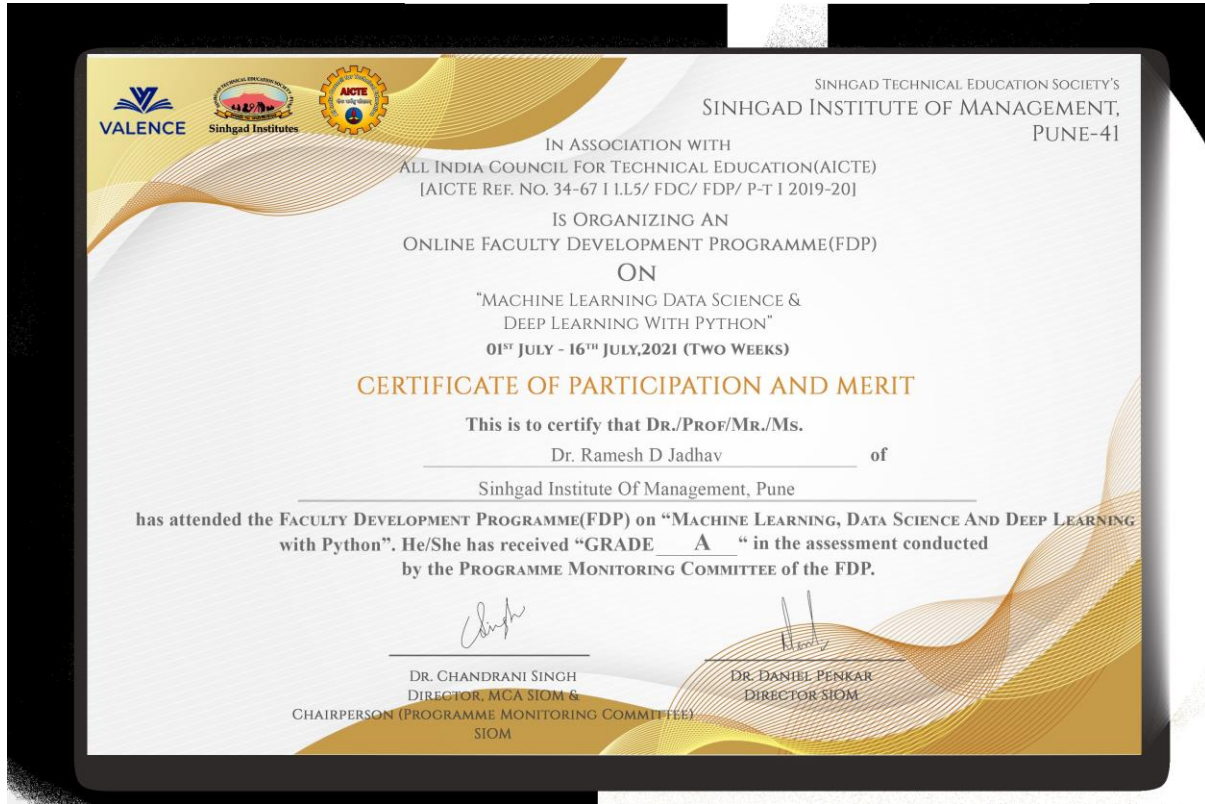 VALENCE
Sinhgad Institutes
AICTE
SINHGAD TECHNICAL EDUCATION SOCIETY'S
SINHGAD INSTITUTE OF MANAGEMENT,
PUNE-41
IN ASSOCIATION WITH
ALL INDIA COUNCIL FOR TECHNICAL EDUCATION(AICTE)
[AICTE REF. NO. 34-67 I I.L5/ FDC/ FDP/ P-T I 2019-20]
IS ORGANIZING AN
ONLINE FACULTY DEVELOPMENT PROGRAMME(FDP)
ON
"MACHINE LEARNING DATA SCIENCE &
DEEP LEARNING WITH PYTHON"
01ST JULY - 16TH JULY,2021 (TWO WEEKS)
CERTIFICATE OF PARTICIPATION AND MERIT
This is to certify that DR./PROF/MR./MS.
Dr. Ramesh D Jadhav of
Sinhgad Institute Of Management, Pune
has attended the FACULTY DEVELOPMENT PROGRAMME(FDP) on “MACHINE LEARNING, DATA SCIENCE AND DEEP LEARNING
with Python”. He/She has received “GRADE A “ in the assessment conducted
by the PROGRAMME MONITORING COMMITTEE of the FDP.
Singh
DR. CHANDRANI SINGH
DIRECTOR, MCA SIOM &
CHAIRPERSON (PROGRAMME MONITORING COMMITTEE)
SIOM
DR. DANIEL PENKAR
DIRECTOR SIOM